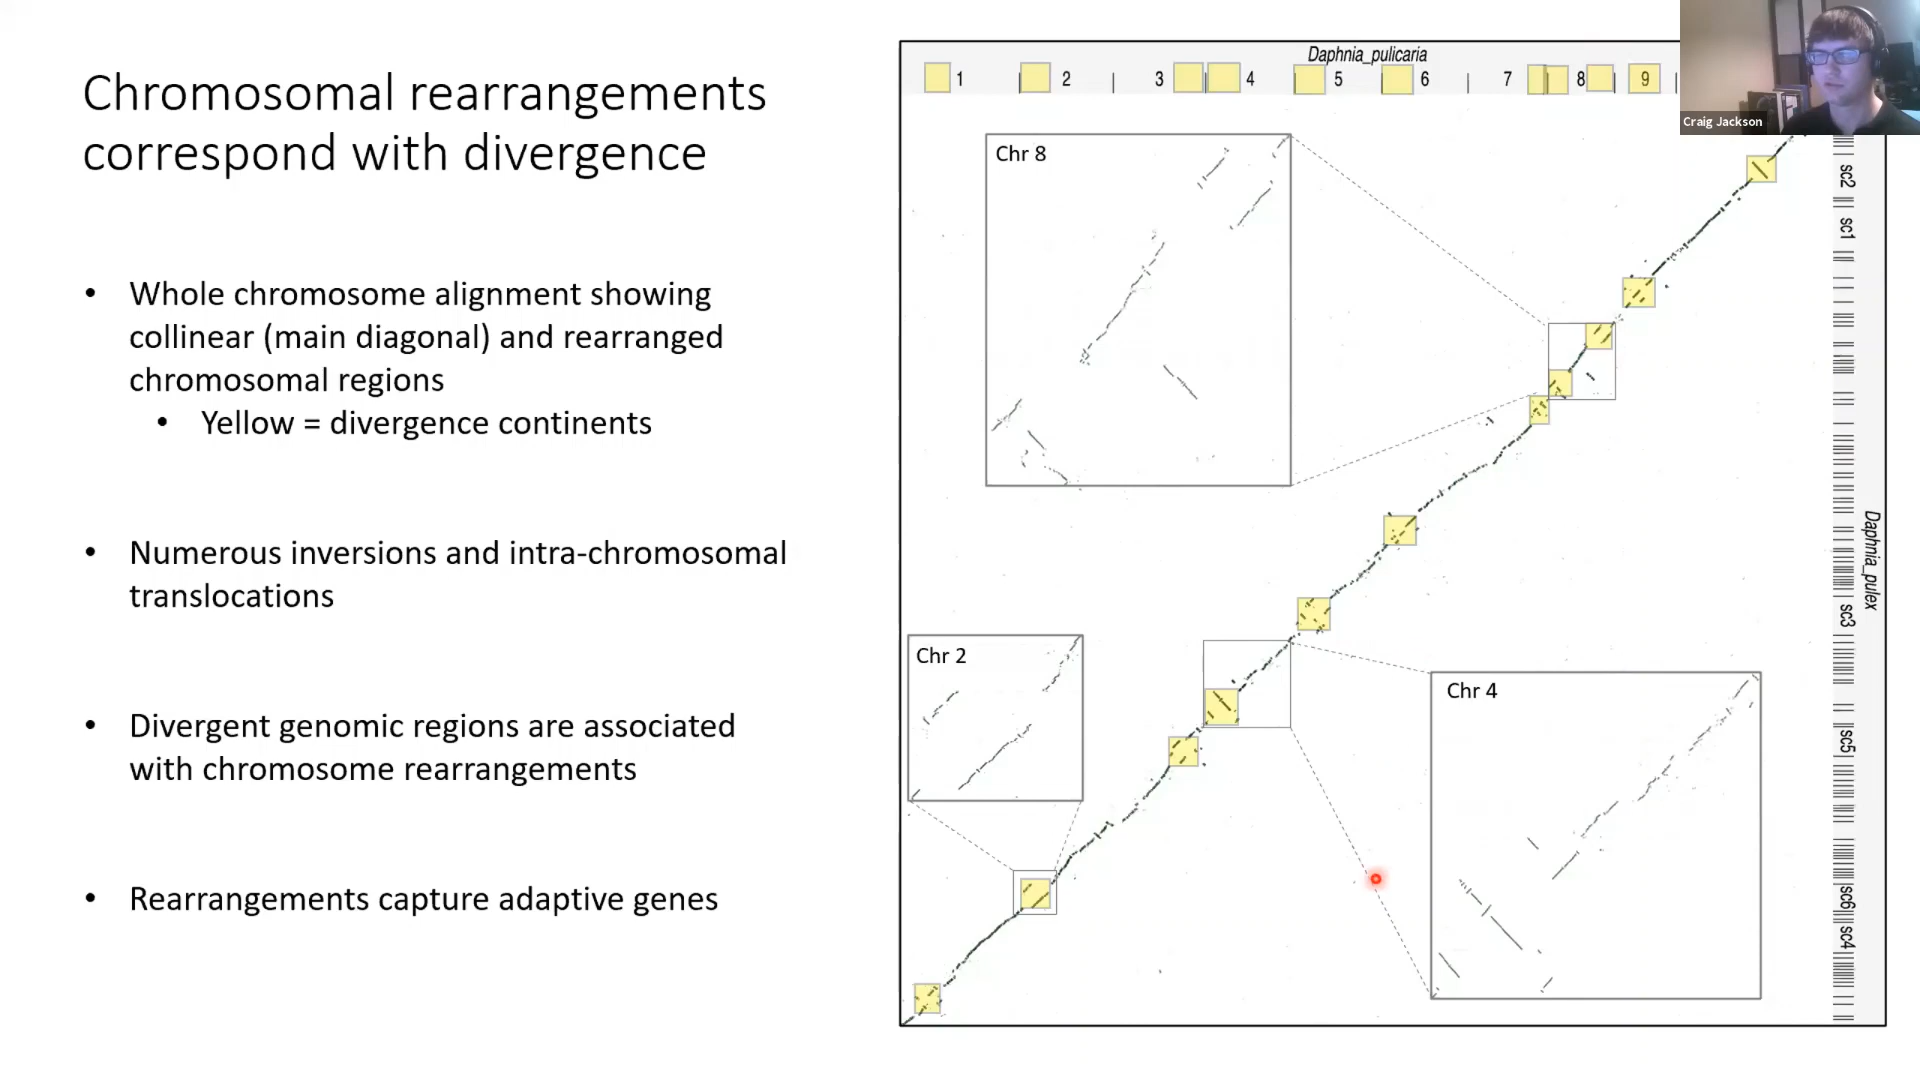 Chromosomal rearrangements
correspond with divergence
• Whole chromosome alignment showing
collinear (main diagonal) and rearranged
chromosomal regions
• Yellow = divergence continents
• Numerous inversions and intra-chromosomal
translocations
• Divergent genomic regions are associated
with chromosome rearrangements
• Rearrangements capture adaptive genes
Daphnia_pulicaria
1 2 3 4 5 6 7 8 9
Craig Jackson
Chr 8
Chr 2
Chr 4
sc2
sc1
sc3
sc5
sc6
sc4
Daphnia_pulex